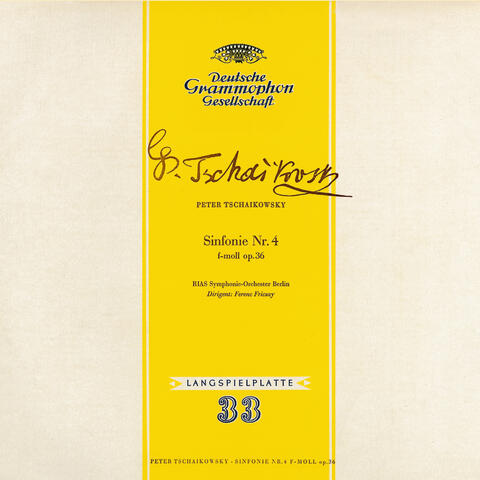 Deutsche
Grammophon
Gesellschaft
P. Tschaikovsky
PETER TSCHAIKOWSKY
Sinfonie Nr. 4
f-moll op. 36
RIAS Symphonie-Orchester Berlin
Dirigent: Ferenc Fricsay
LANGSPIELPLATTE
33
PETER TSCHAIKOWSKY - SINFONIE NR. 4 F-MOLL op. 36